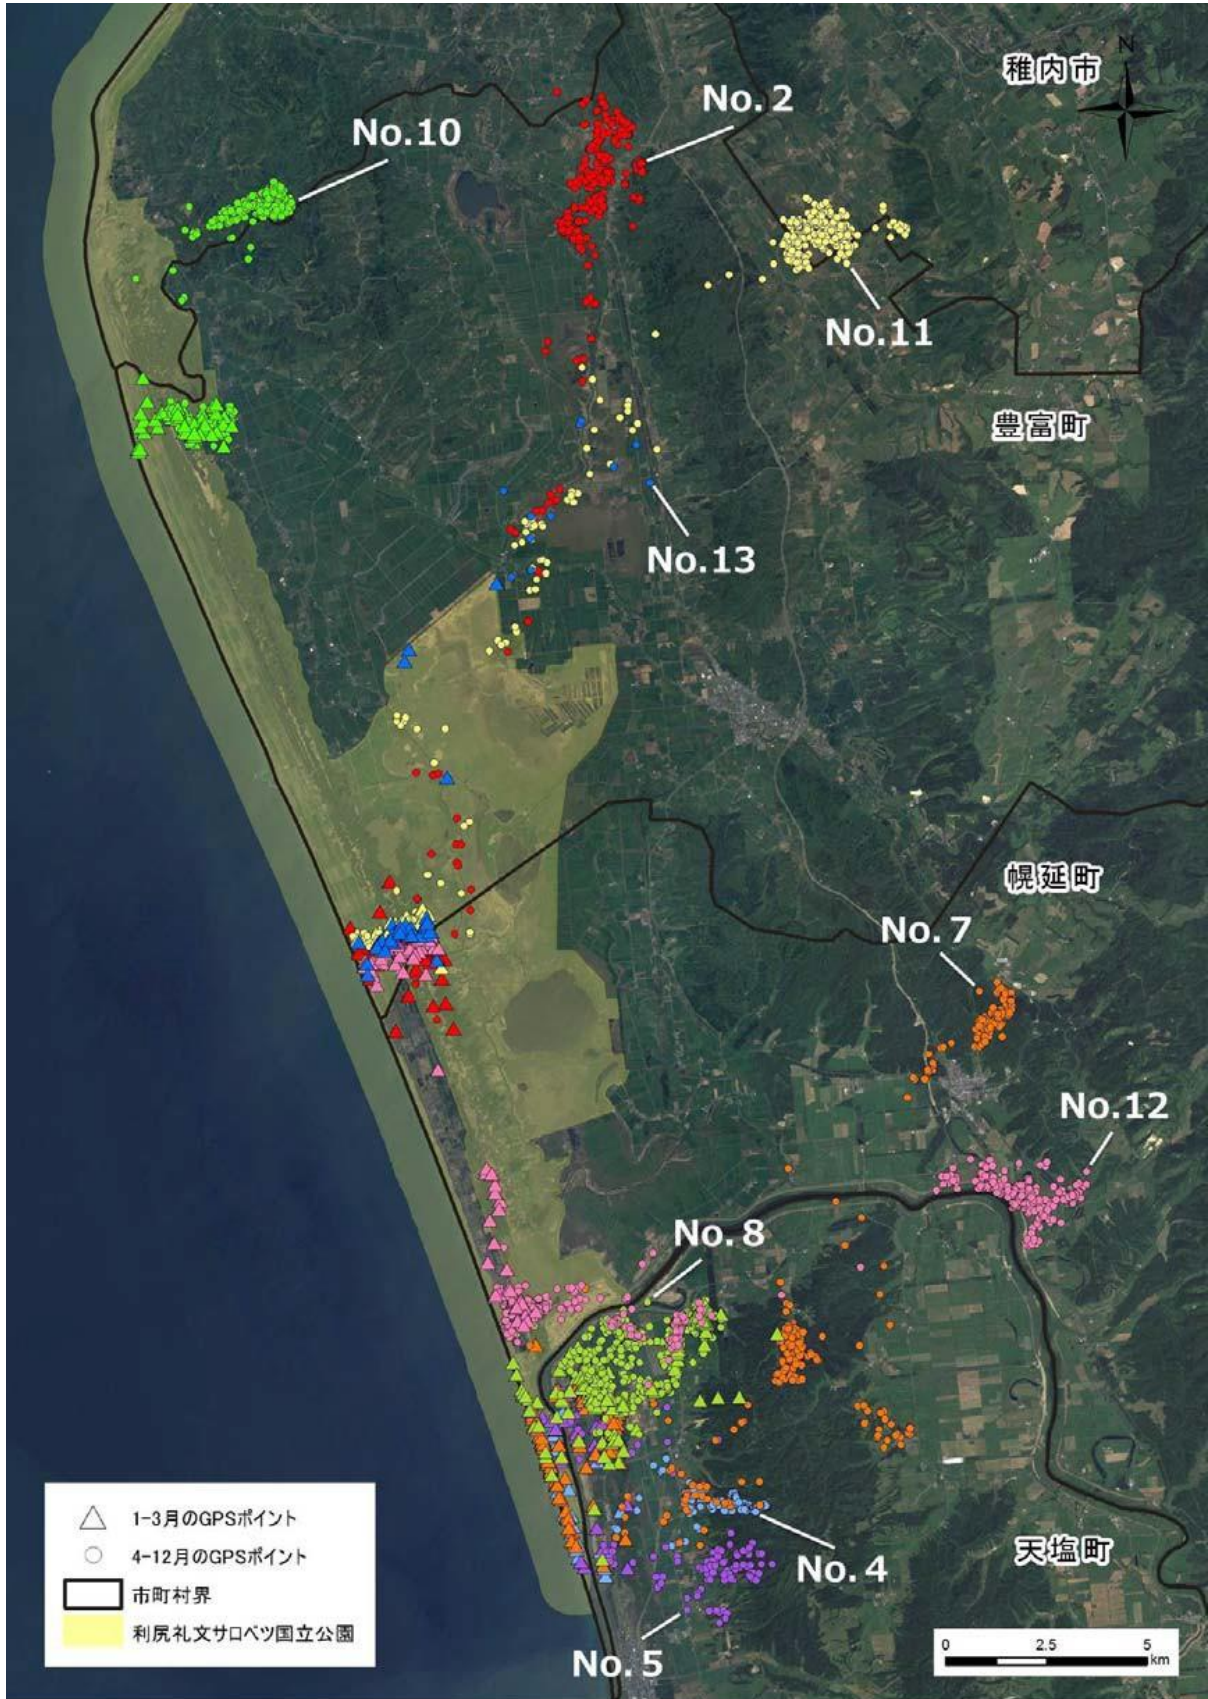 N
稚内市
No.2
No.10
No.11
豊富町
No.13
幌延町
No.7
No.12
No.8
天塩町
No.4
No.5
1-3月のGPSポイント
4-12月のGPSポイント
市町村界
利尻礼文サロベツ国立公園
0 2.5 5
km